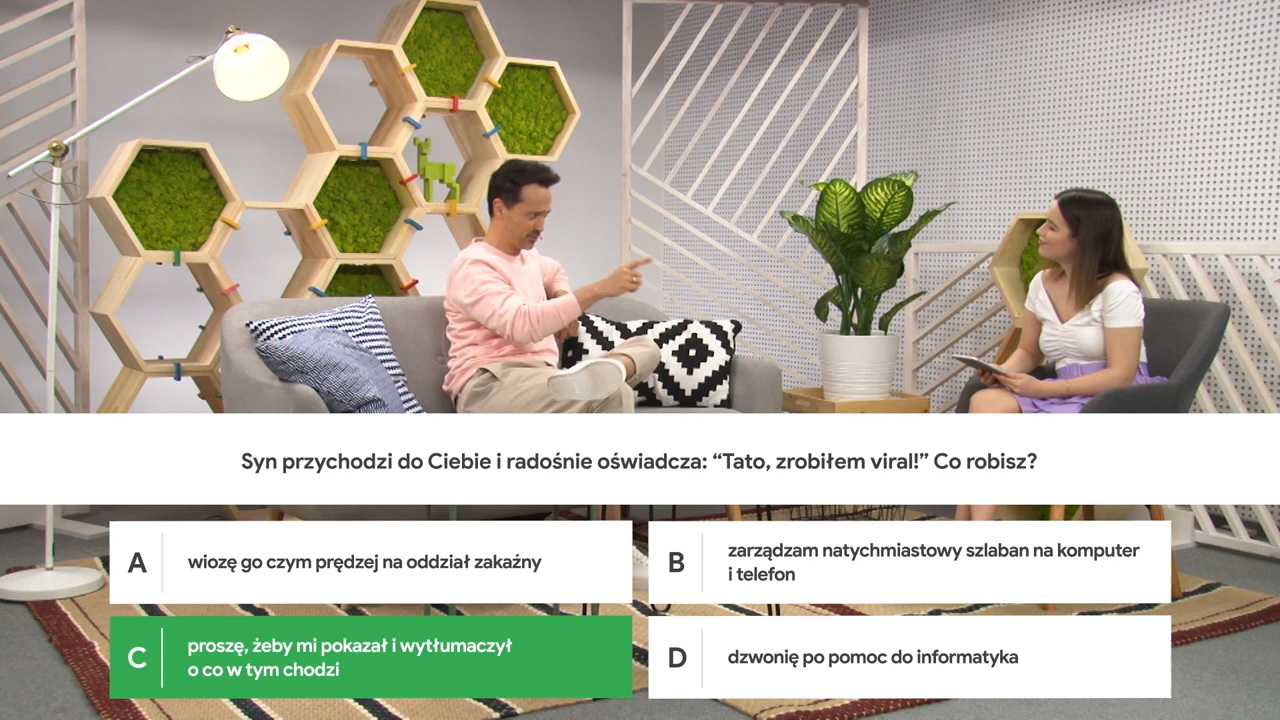 Syn przychodzi do Ciebie i radośnie oświadcza: “Tato, zrobiłem viral!” Co robisz?
A
wiozę go czym prędzej na oddział zakaźny
B
zarządzam natychmiastowy szlaban na komputer
i telefon
C
proszę, żeby mi pokazał i wytłumaczył
o co w tym chodzi
D
dzwonię po pomoc do informatyka